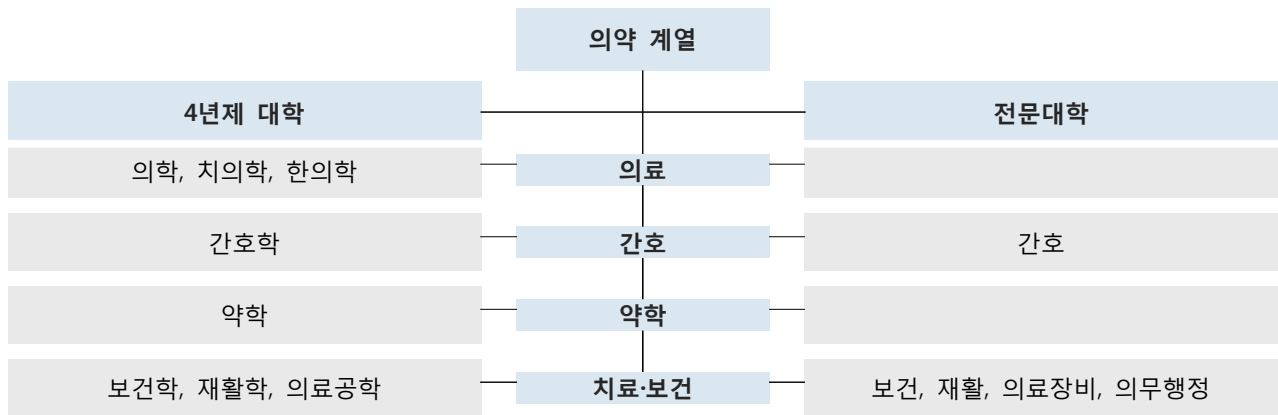 의약 계열
4년제 대학
전문대학
의학, 치의학, 한의학
의료
간호학
간호
간호
약학
약학
보건학, 재활학, 의료공학
치료·보건
보건, 재활, 의료장비, 의무행정